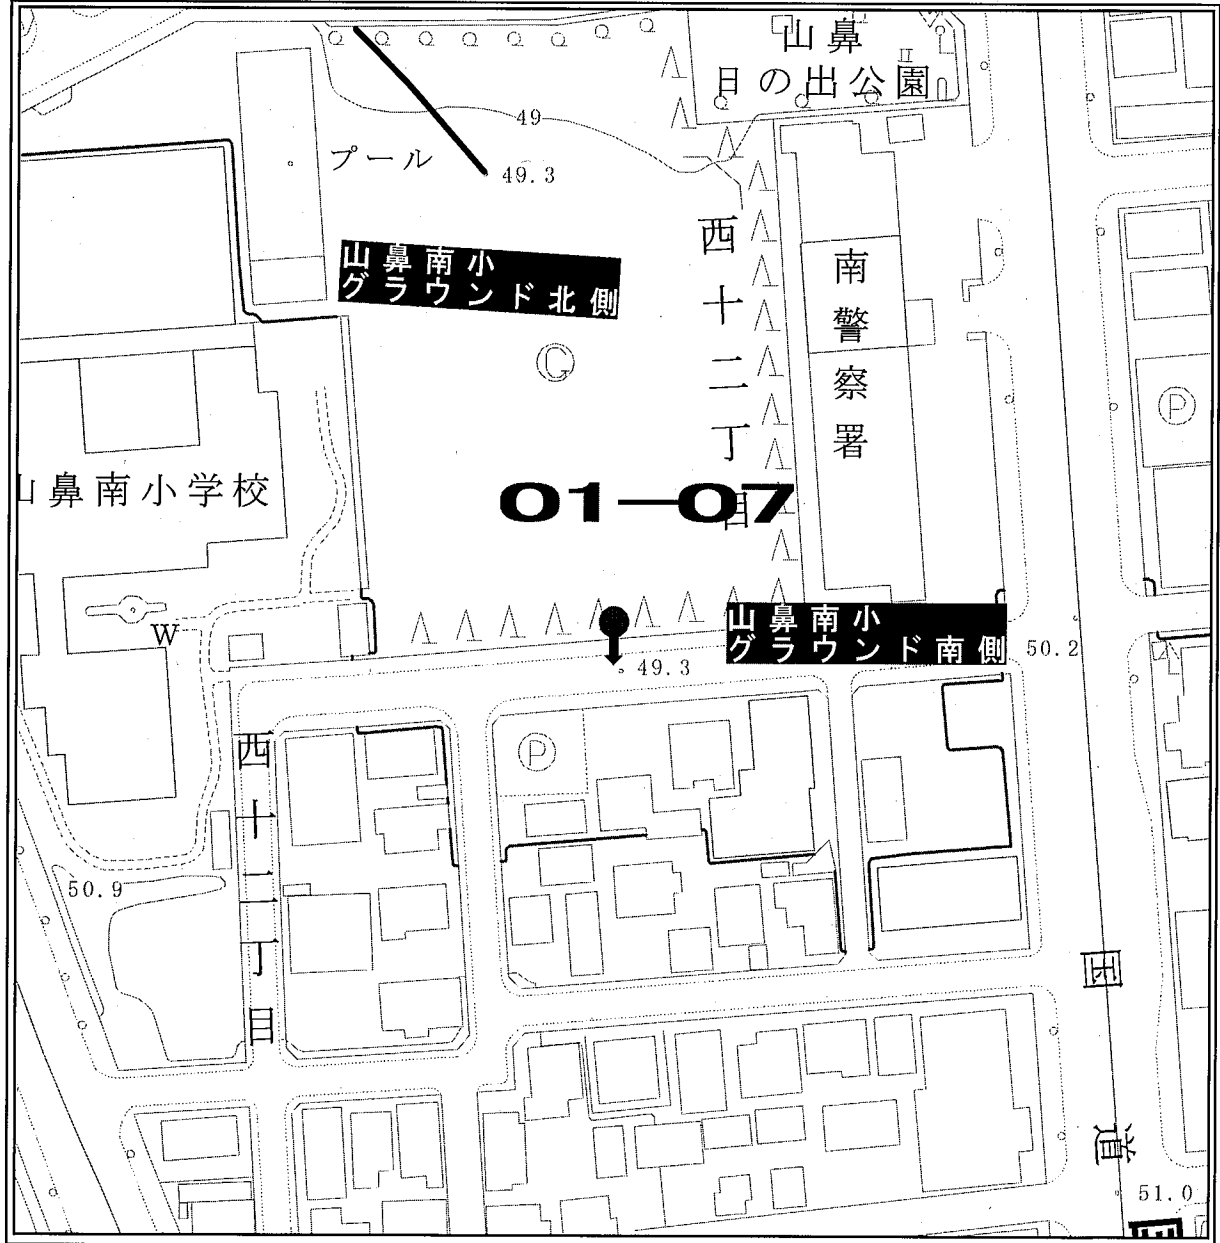 山鼻
日の出公園
49
プール
49.3
山鼻南小
グラウンド北側
西十二丁目
南警察署
G
P
山鼻南小学校
01-07
W
山鼻南小
グラウンド南側
50.2
49.3
西十二丁目
P
50.9
国道
51.0